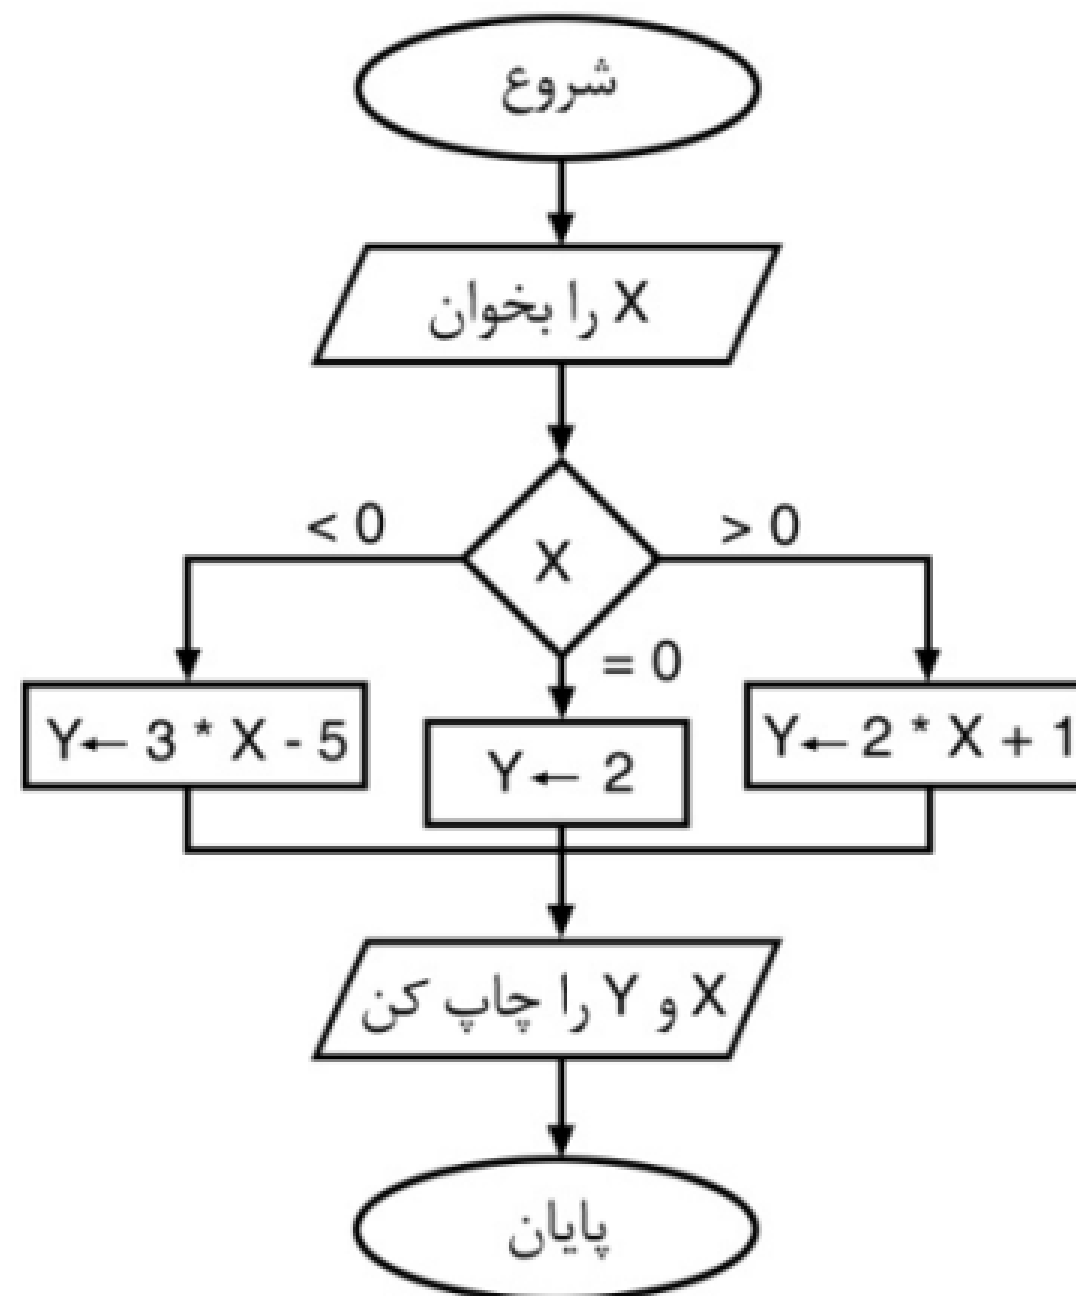 شروع
X را بخوان
< 0
> 0
X
= 0
Y← 3 * X - 5
Y← 2
Y← 2 * X + 1
X و Y را چاپ کن
پایان